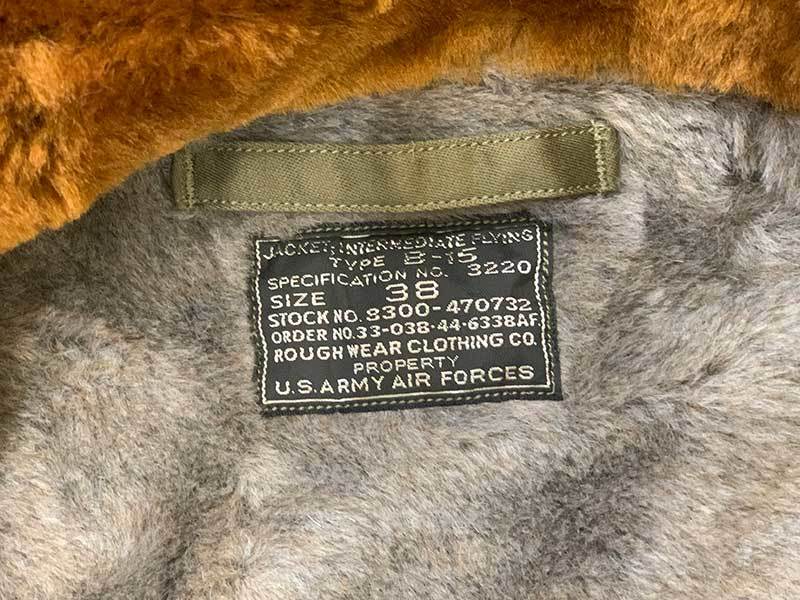 JACKET, INTERMEDIATE FLYING
TYPE B-15
SPECIFICATION NO. 3220
SIZE 38
STOCK NO. 8300-470732
ORDER NO. 33-038-44-6338AF
ROUGH WEAR CLOTHING CO.
PROPERTY
U.S. ARMY AIR FORCES